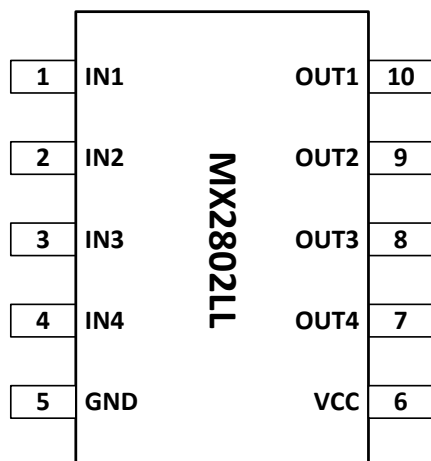 1 IN1 OUT1 10
2 IN2 OUT2 9
3 IN3 OUT3 8
4 IN4 OUT4 7
5 GND VCC 6
MX2802LL